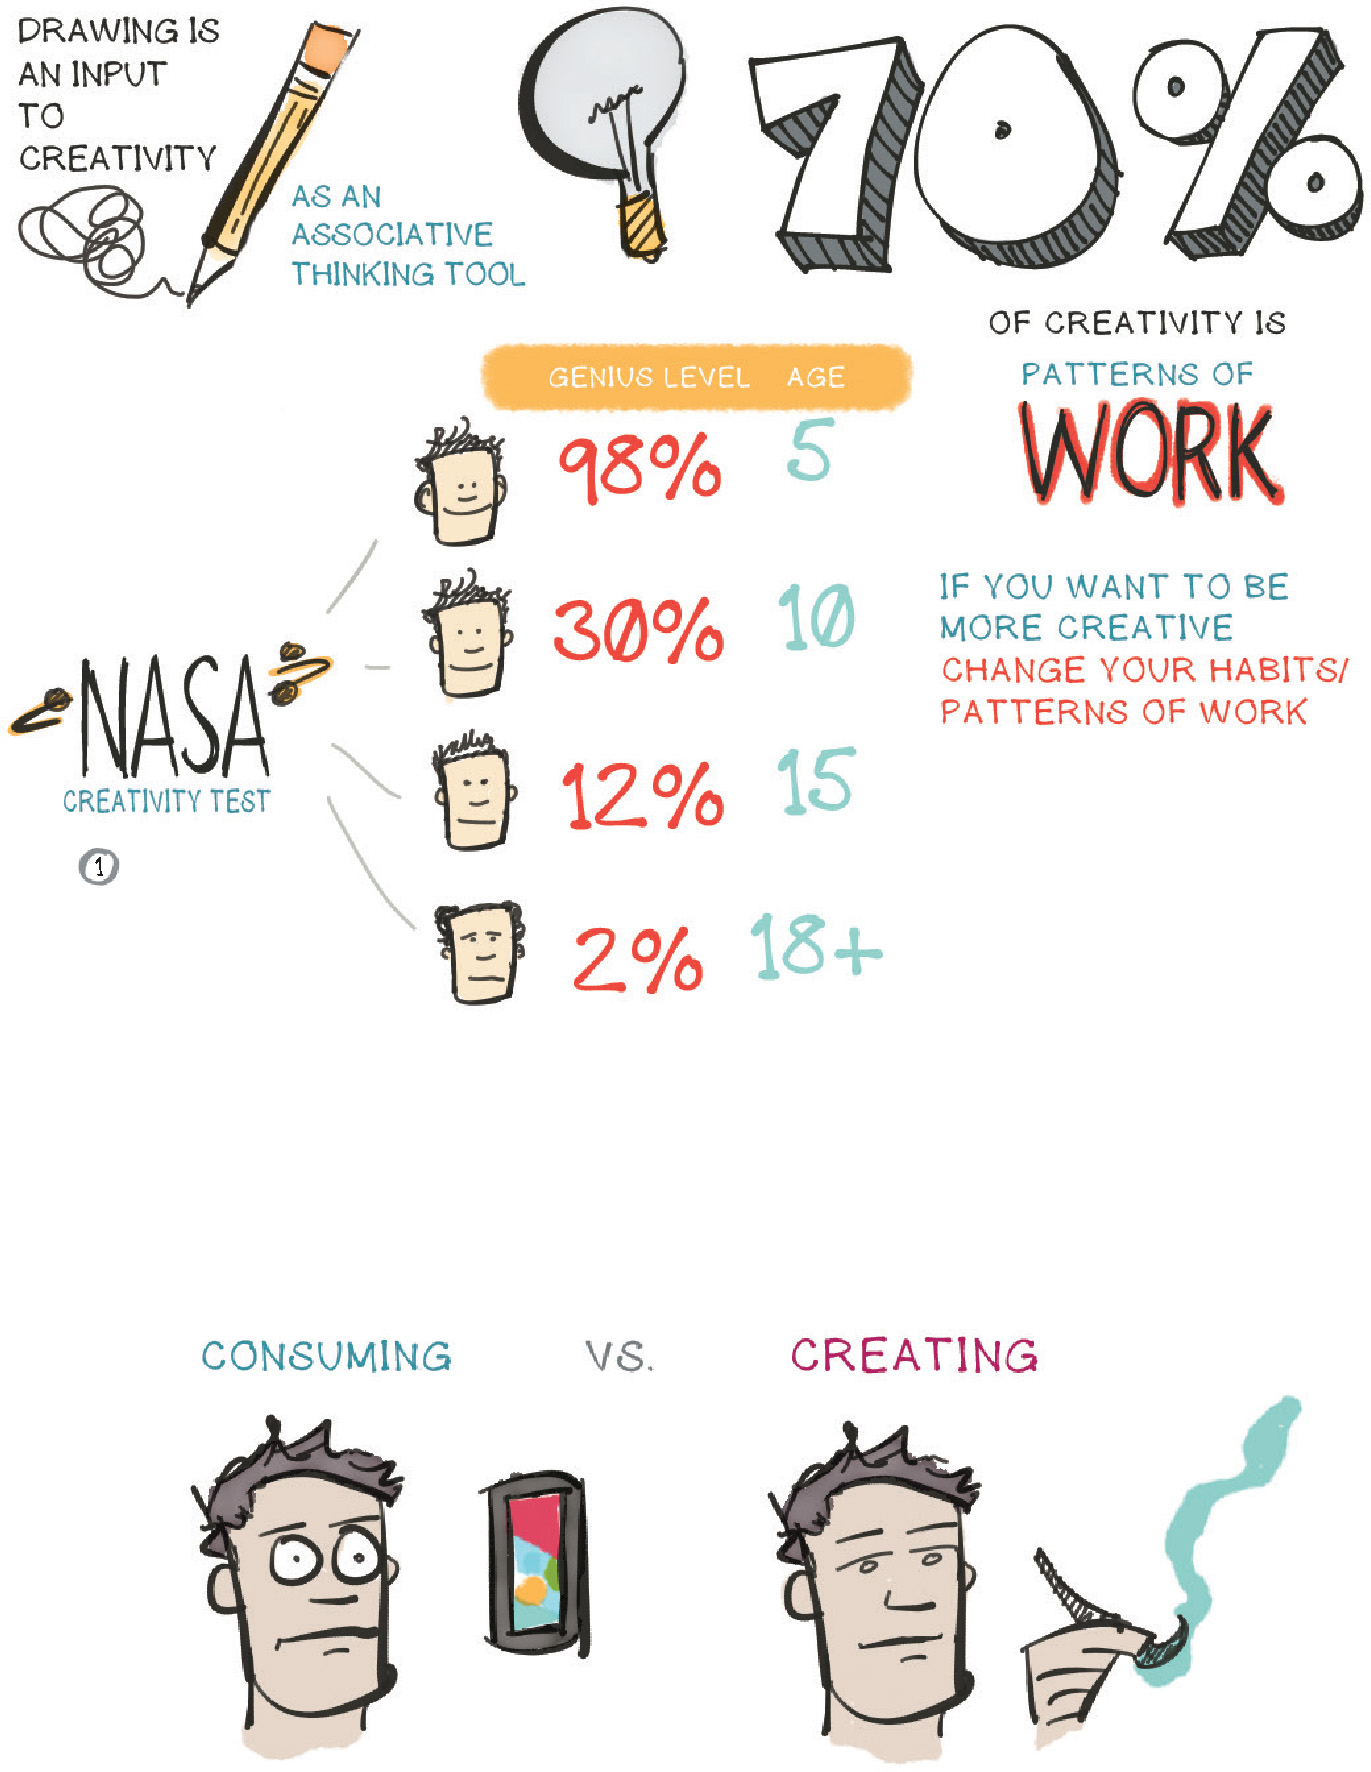 DRAWING IS
AN INPUT
TO
CREATIVITY
AS AN
ASSOCIATIVE
THINKING TOOL
70%
OF CREATIVITY IS
PATTERNS OF
WORK
IF YOU WANT TO BE
MORE CREATIVE
CHANGE YOUR HABITS/
PATTERNS OF WORK
GENIUS LEVEL AGE
98% 5
30% 10
12% 15
2% 18+
NASA
CREATIVITY TEST
1
CONSUMING VS. CREATING